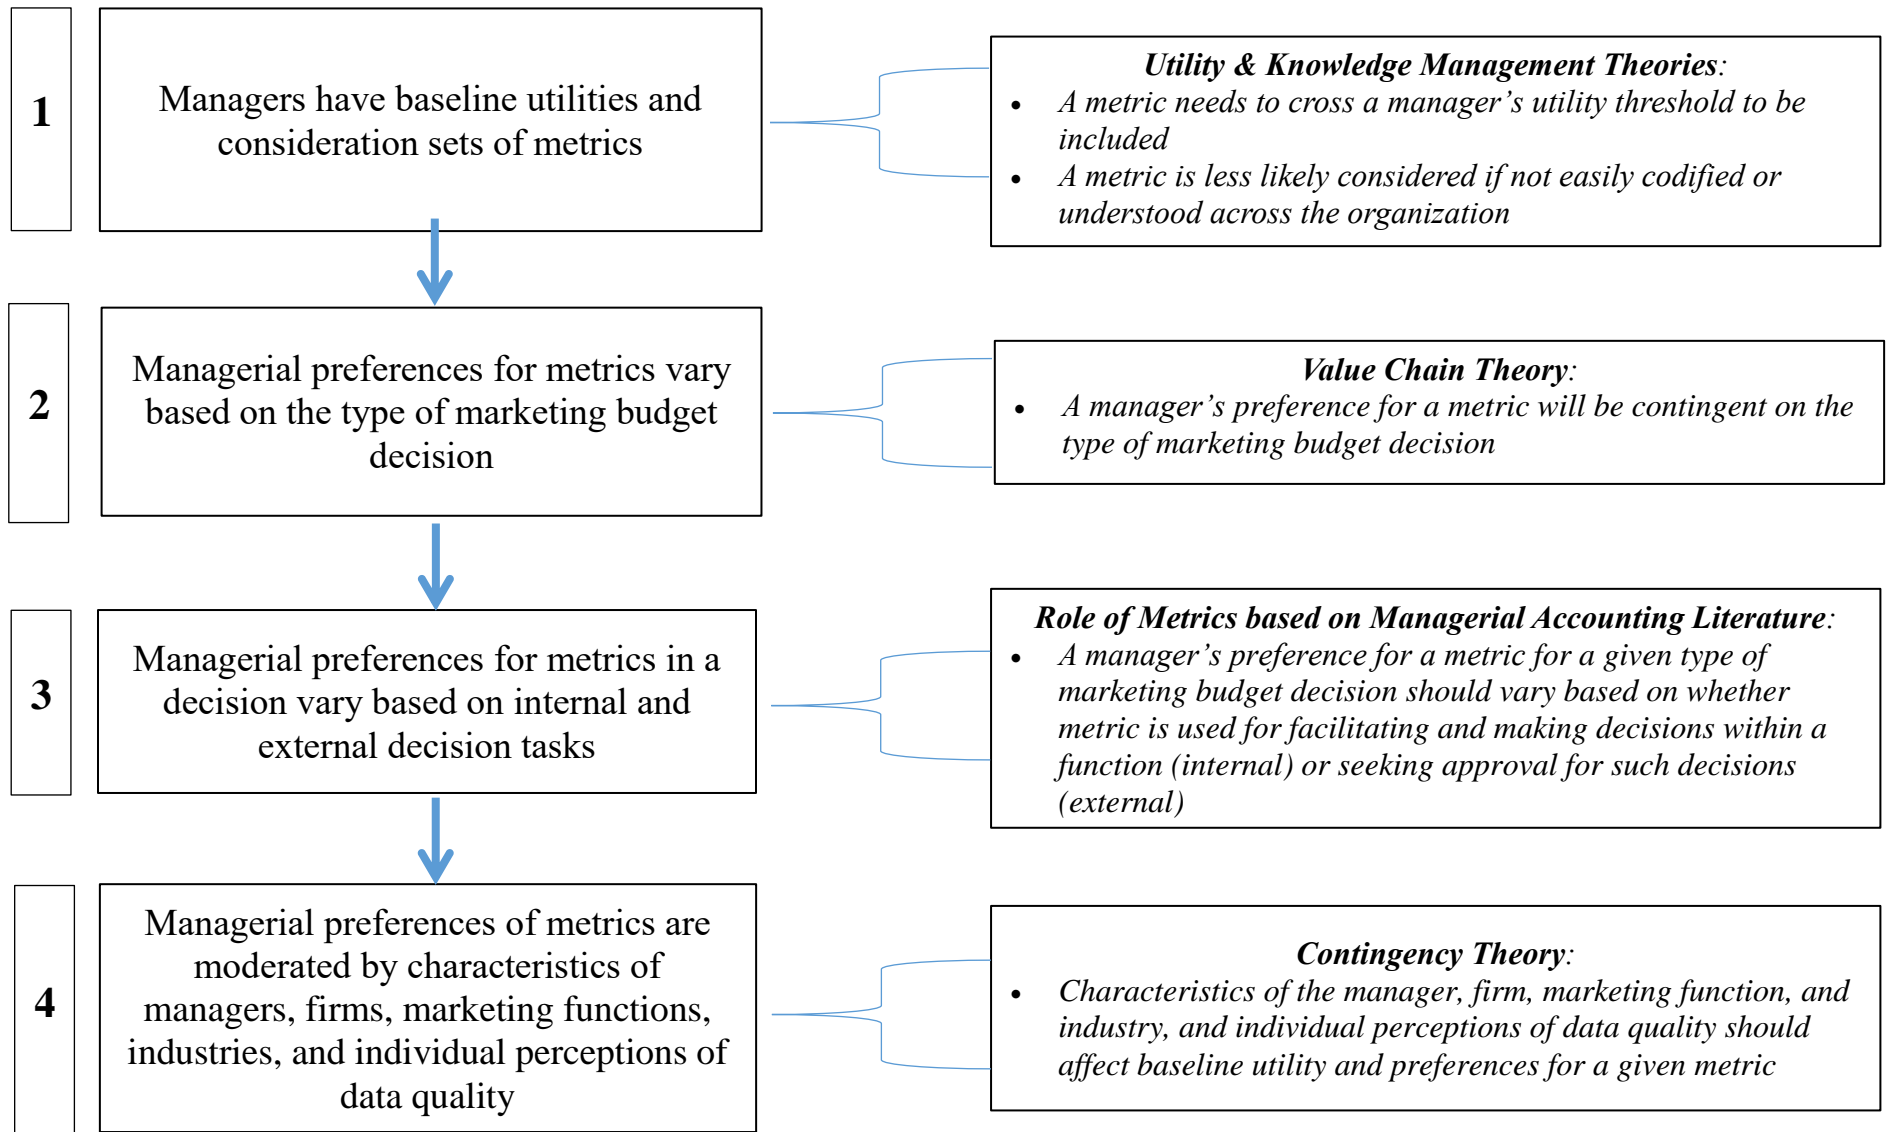 1
Managers have baseline utilities and
consideration sets of metrics
Utility & Knowledge Management Theories:
• A metric needs to cross a manager’s utility threshold to be
included
• A metric is less likely considered if not easily codified or
understood across the organization
2
Managerial preferences for metrics vary
based on the type of marketing budget
decision
Value Chain Theory:
• A manager’s preference for a metric will be contingent on the
type of marketing budget decision
3
Managerial preferences for metrics in a
decision vary based on internal and
external decision tasks
Role of Metrics based on Managerial Accounting Literature:
• A manager’s preference for a metric for a given type of
marketing budget decision should vary based on whether
metric is used for facilitating and making decisions within a
function (internal) or seeking approval for such decisions
(external)
4
Managerial preferences of metrics are
moderated by characteristics of
managers, firms, marketing functions,
industries, and individual perceptions of
data quality
Contingency Theory:
• Characteristics of the manager, firm, marketing function, and
industry, and individual perceptions of data quality should
affect baseline utility and preferences for a given metric